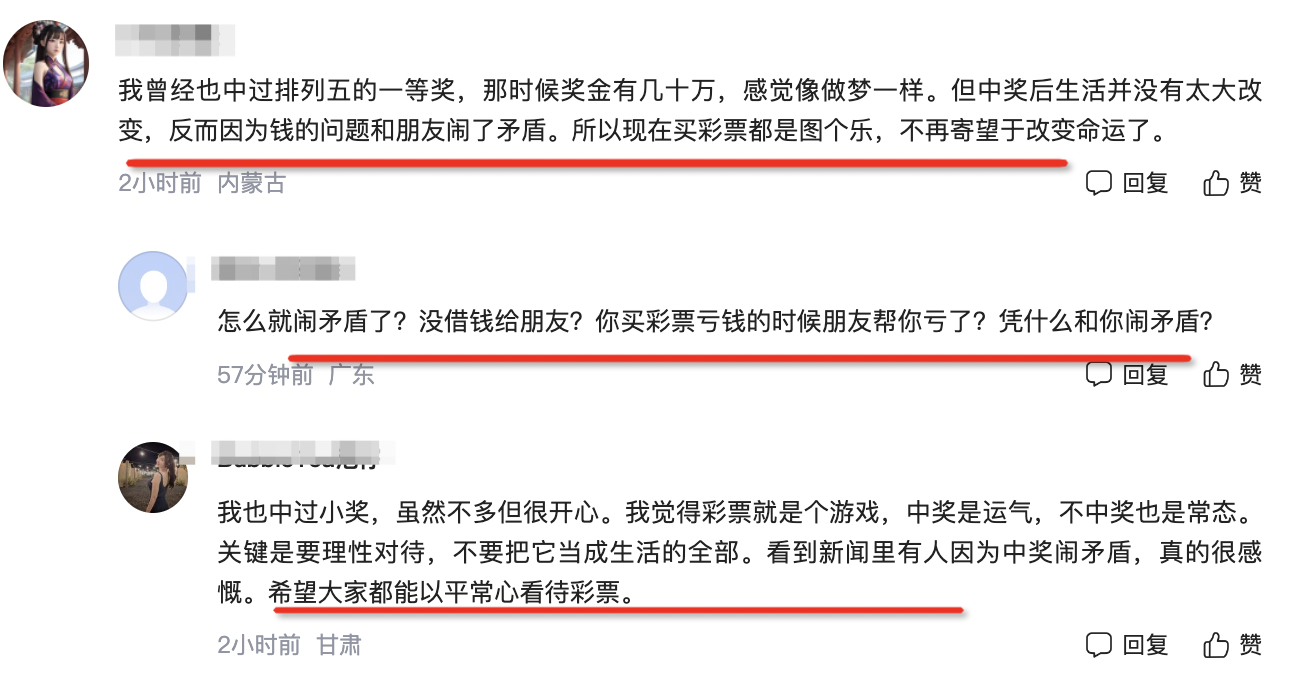 我曾经也中过排列五的一等奖，那时候奖金有几十万，感觉像做梦一样。但中奖后生活并没有太大改
变，反而因为钱的问题和朋友闹了矛盾。所以现在买彩票都是图个乐，不再寄望于改变命运了。
2小时前 内蒙古 回复 赞
怎么就闹矛盾了？没借钱给朋友？你买彩票亏钱的时候朋友帮你亏了？凭什么和你闹矛盾？
57分钟前 广东 回复 赞
我也中过小奖，虽然不多但很开心。我觉得彩票就是个游戏，中奖是运气，不中奖也是常态。
关键是要理性对待，不要把它当成生活的全部。看到新闻里有人因为中奖闹矛盾，真的很感
慨。希望大家都能以平常心看待彩票。
2小时前 甘肃 回复 赞